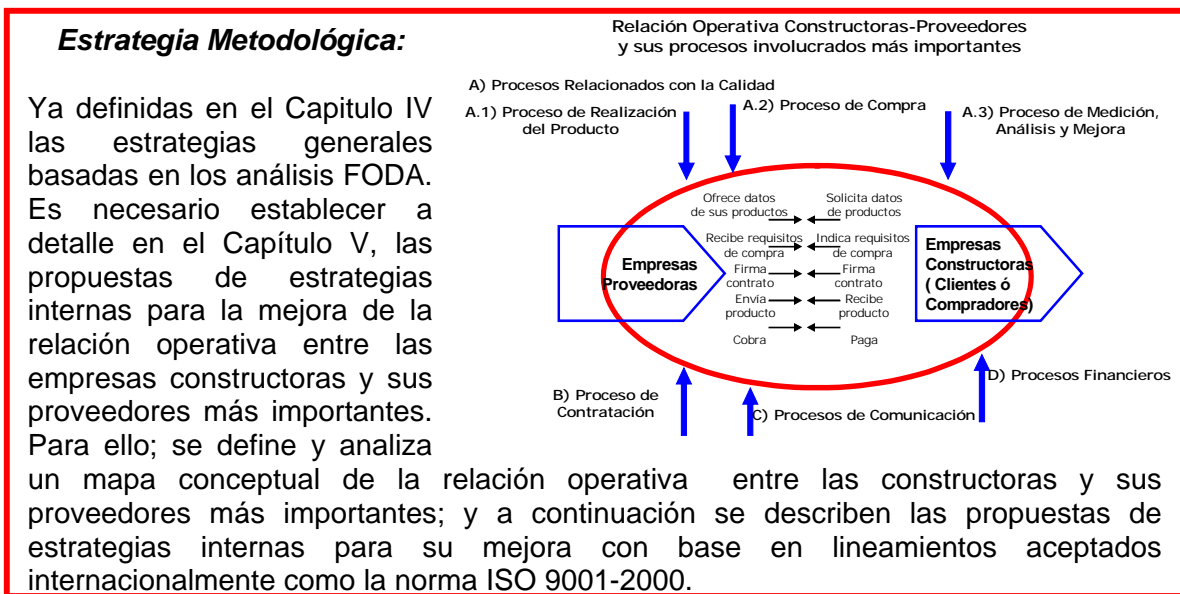 Estrategia Metodológica:
Ya definidas en el Capitulo IV
las estrategias generales
basadas en los análisis FODA.
Es necesario establecer a
detalle en el Capítulo V, las
propuestas de estrategias
internas para la mejora de la
relación operativa entre las
empresas constructoras y sus
proveedores más importantes.
Para ello; se define y analiza
un mapa conceptual de la relación operativa entre las constructoras y sus
proveedores más importantes; y a continuación se describen las propuestas de
estrategias internas para su mejora con base en lineamientos aceptados
internacionalmente como la norma ISO 9001-2000.
Relación Operativa Constructoras-Proveedores
y sus procesos involucrados más importantes
A) Procesos Relacionados con la Calidad
A.1) Proceso de Realización
del Producto
A.2) Proceso de Compra
A.3) Proceso de Medición,
Análisis y Mejora
Ofrece datos
de sus productos
Solicita datos
de productos
Recibe requisitos
de compra
Indica requisitos
de compra
Firma
contrato
Firma
contrato
Envía
producto
Recibe
producto
Cobra
Paga
Empresas
Proveedoras
Empresas
Constructoras
( Clientes ó
Compradores)
B) Proceso de
Contratación
C) Procesos de Comunicación
D) Procesos Financieros